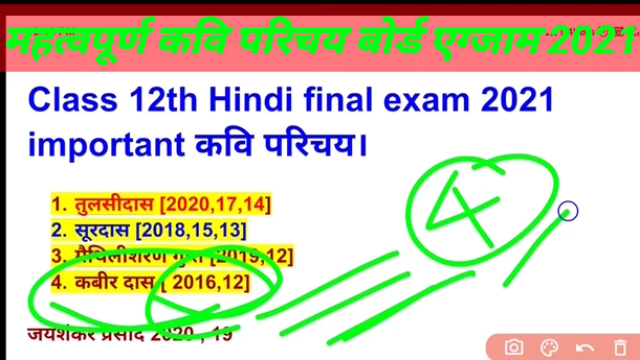 महत्वपूर्ण कवि परिचय बोर्ड एग्जाम 2021
Class 12th Hindi final exam 2021
important कवि परिचय।
1. तुलसीदास [2020,17,14]
2. सूरदास [2018,15,13]
3. मैथिलीशरण गुप्त [2019,12]
4. कबीर दास [ 2016,12]
4
जयशंकर प्रसाद 2020 , 19